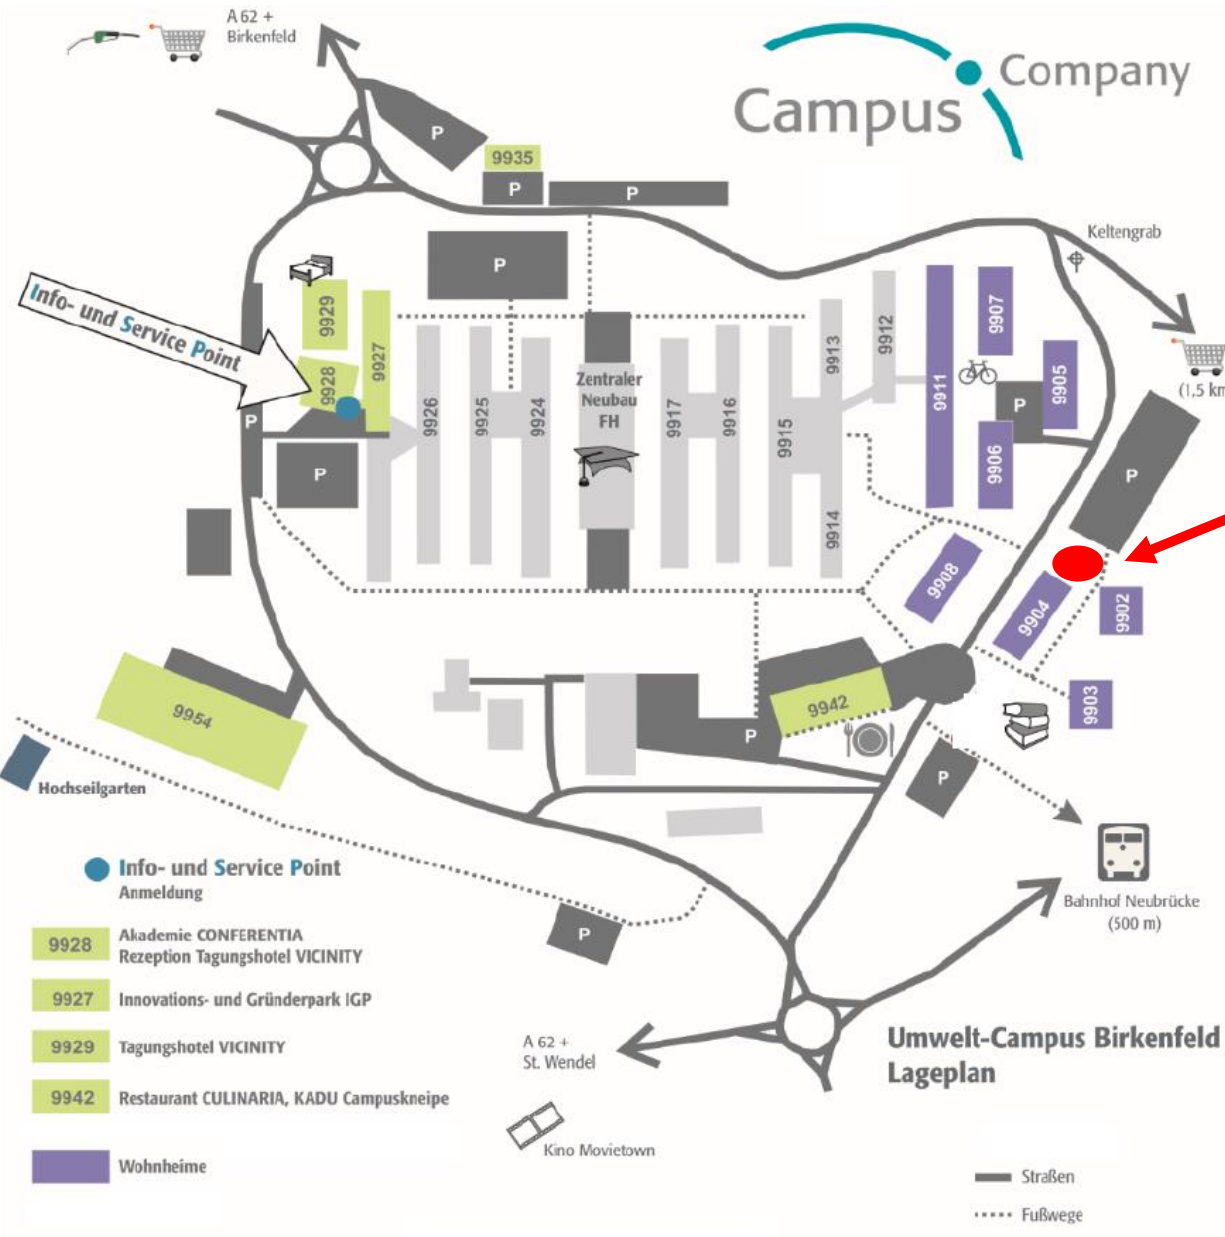 A 62 +
Birkenfeld
Campus
Company
P
9935
P
P
Keltengrab
P
Info- und Service Point
9929
9928
9927
9926
9925
9924
Zentraler
Neubau
FH
9917
9916
9915
9913
9914
9912
9911
9907
9905
9906
P
(1,5 km
P
P
P
9908
9904
9902
9903
9954
9942
P
P
Hochseilgarten
Info- und Service Point
Anmeldung
Bahnhof Neubrücke
(500 m)
P
9928
Akademie CONFERENTIA
Rezeption Tagungshotel VICINITY
9927
Innovations- und Gründerpark IGP
9929
Tagungshotel VICINITY
9942
Restaurant CULINARIA, KADU Campuskneipe
Wohnheime
A 62 +
St. Wendel
Kino Movietown
Umwelt-Campus Birkenfeld
Lageplan
Straßen
Fußwege